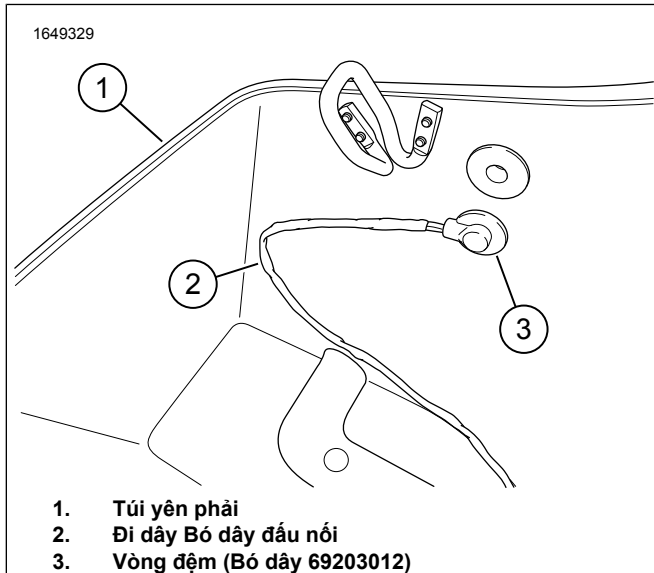 1649329
1
2
3
1. Túi yên phải
2. Đi dây Bó dây đấu nối
3. Vòng đệm (Bó dây 69203012)